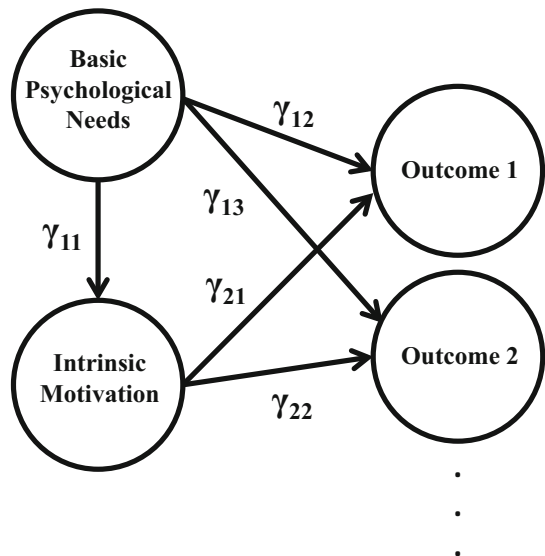 Basic
Psychological
Needs
γ12
Outcome 1
γ13
γ11
γ21
Intrinsic
Motivation
Outcome 2
γ22
.
.
.